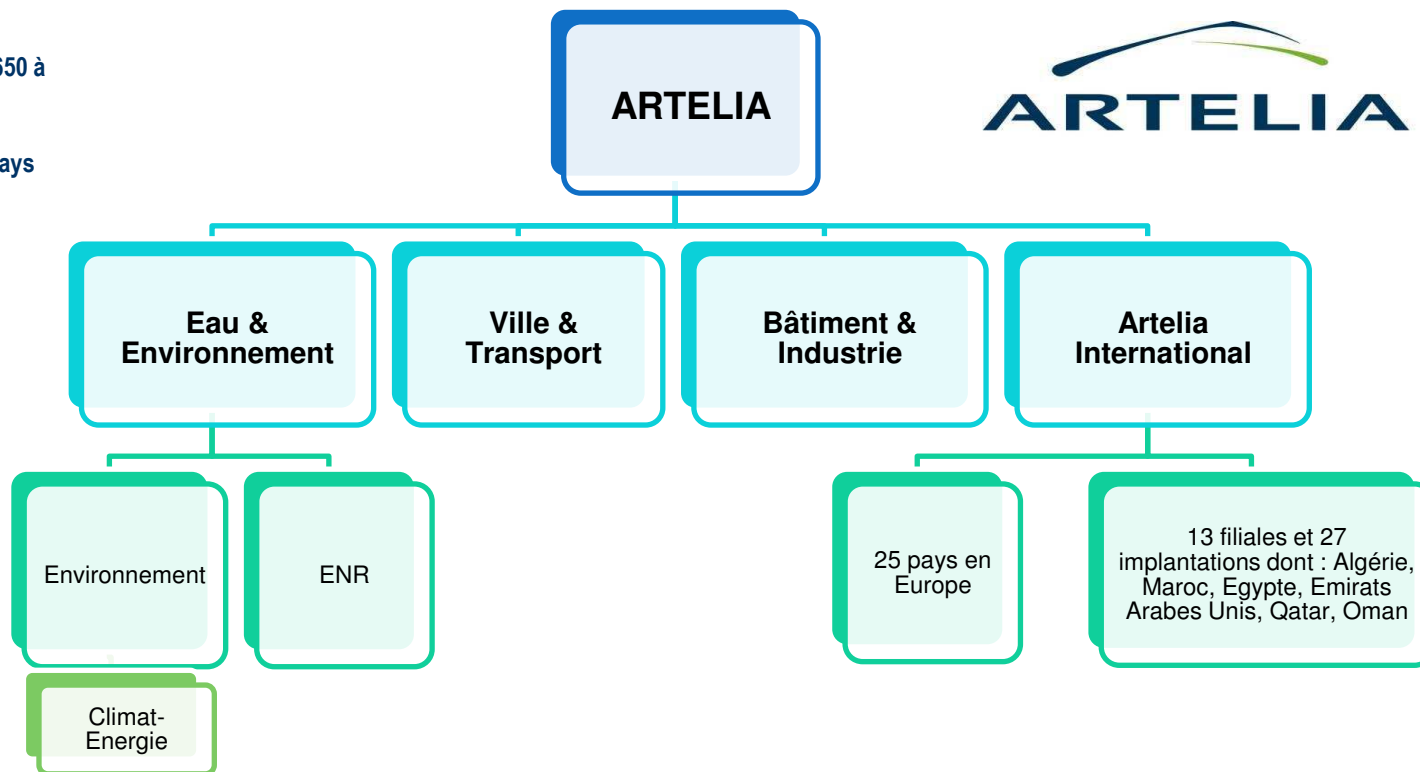 650 à
ays
ARTELIA
ARTELIA
Eau &
Environnement
Ville &
Transport
Bâtiment &
Industrie
Artelia
International
Environnement
ENR
25 pays en
Europe
13 filiales et 27
implantations dont : Algérie,
Maroc, Egypte, Emirats
Arabes Unis, Qatar, Oman
Climat-
Energie